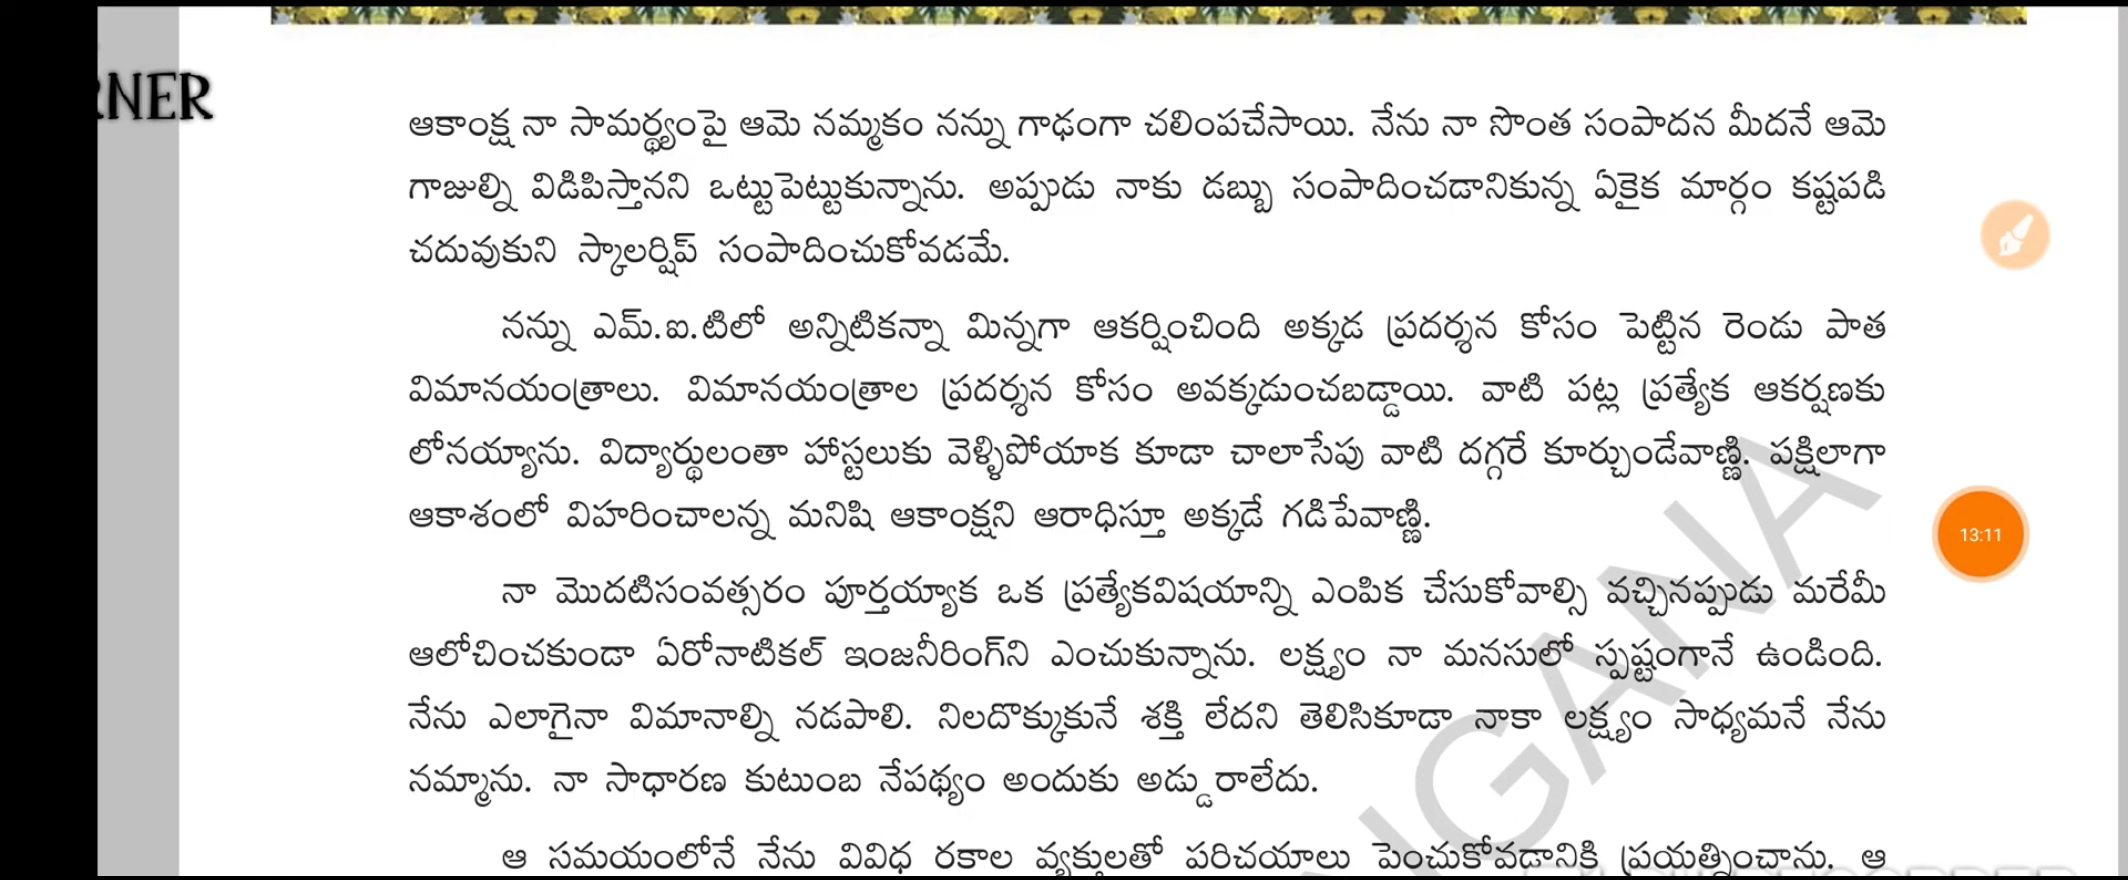 RNER
ఆకాంక్ష నా సామర్థ్యంపై ఆమె నమ్మకం నన్ను గాఢంగా చలింపచేసాయి. నేను నా సొంత సంపాదన మీదనే ఆమె
గాజుల్ని విడిపిస్తానని ఒట్టుపెట్టుకున్నాను. అప్పుడు నాకు డబ్బు సంపాదించడానికున్న ఏకైక మార్గం కష్టపడి
చదువుకుని స్కాలర్షిప్ సంపాదించుకోవడమే.
నన్ను ఎమ్.ఐ.టిలో అన్నిటికన్నా మిన్నగా ఆకర్షించింది అక్కడ ప్రదర్శన కోసం పెట్టిన రెండు పాత
విమానయంత్రాలు. విమానయంత్రాల ప్రదర్శన కోసం అవక్కడుంచబడ్డాయి. వాటి పట్ల ప్రత్యేక ఆకర్షణకు
లోనయ్యాను. విద్యార్థులంతా హాస్టలుకు వెళ్ళిపోయాక కూడా చాలాసేపు వాటి దగ్గరే కూర్చుండేవాణ్ణి. పక్షిలాగా
ఆకాశంలో విహరించాలన్న మనిషి ఆకాంక్షని ఆరాధిస్తూ అక్కడే గడిపేవాణ్ణి.
13:11
నా మొదటిసంవత్సరం పూర్తయ్యాక ఒక ప్రత్యేకవిషయాన్ని ఎంపిక చేసుకోవాల్సి వచ్చినప్పుడు మరేమీ
ఆలోచించకుండా ఏరోనాటికల్ ఇంజనీరింగ్‌ని ఎంచుకున్నాను. లక్ష్యం నా మనసులో స్పష్టంగానే ఉండింది.
నేను ఎలాగైనా విమానాల్ని నడపాలి. నిలదొక్కుకునే శక్తి లేదని తెలిసికూడా నాకా లక్ష్యం సాధ్యమనే నేను
నమ్మాను. నా సాధారణ కుటుంబ నేపథ్యం అందుకు అడ్డురాలేదు.
ఆ సమయంలోనే నేను వివిధ రకాల వ్యక్తులతో పరిచయాలు పెంచుకోవడానికి ప్రయత్నించాను. ఆ
NGANA